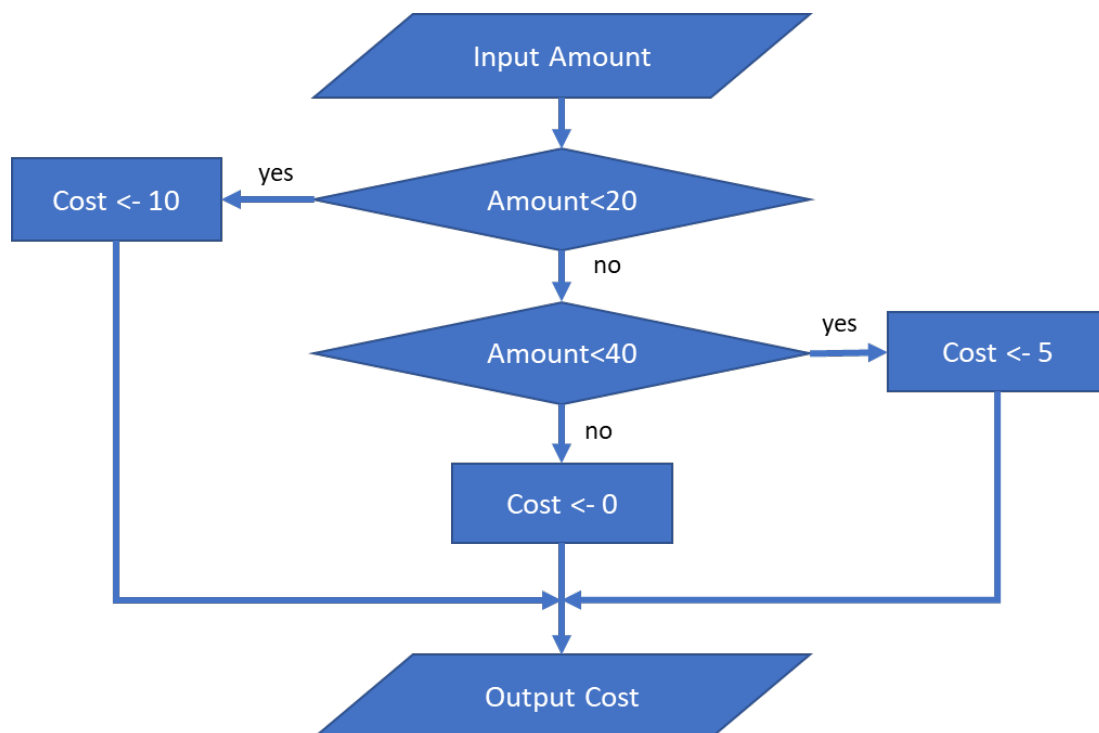 Input Amount
yes
Cost <- 10
Amount<20
no
yes
Amount<40
Cost <- 5
no
Cost <- 0
Output Cost